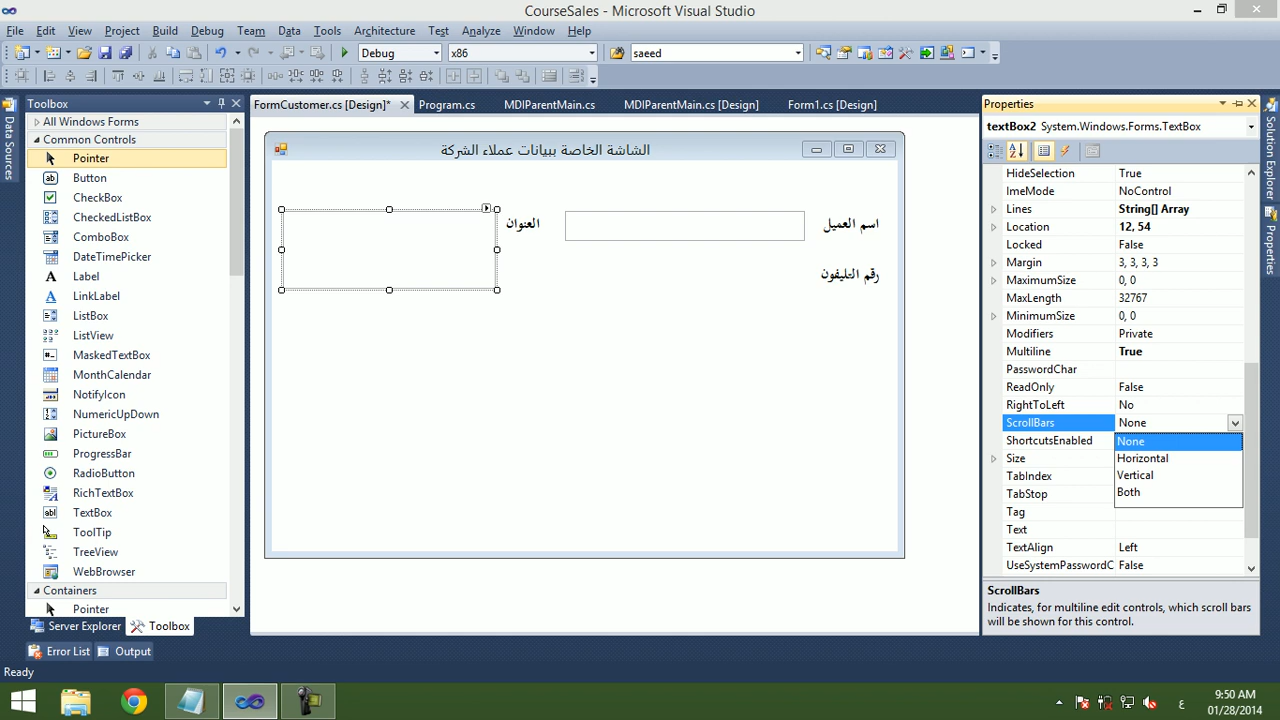 CourseSales - Microsoft Visual Studio
File Edit View Project Build Debug Team Data Tools Architecture Test Analyze Window Help
Debug x86 saeed
Toolbox
FormCustomer.cs [Design]* Program.cs MDIParentMain.cs MDIParentMain.cs [Design] Form1.cs [Design]
Properties
Data Sources
All Windows Forms
Common Controls
Pointer
Button
CheckBox
CheckedListBox
ComboBox
DateTimePicker
Label
LinkLabel
ListBox
ListView
MaskedTextBox
MonthCalendar
NotifyIcon
NumericUpDown
PictureBox
ProgressBar
RadioButton
RichTextBox
TextBox
ToolTip
TreeView
WebBrowser
Containers
Pointer
Server Explorer Toolbox
الشاشة الخاصة ببيانات عملاء الشركة
اسم العميل
العنوان
رقم التليفون
textBox2 System.Windows.Forms.TextBox
HideSelection True
ImeMode NoControl
Lines String[] Array
Location 12, 54
Locked False
Margin 3, 3, 3, 3
MaximumSize 0, 0
MaxLength 32767
MinimumSize 0, 0
Modifiers Private
Multiline True
PasswordChar
ReadOnly False
RightToLeft No
ScrollBars None
ShortcutsEnabled
None
Size
Horizontal
TabIndex
Vertical
TabStop
Both
Tag
Text
TextAlign Left
UseSystemPasswordC False
ScrollBars
Indicates, for multiline edit controls, which scroll bars
will be shown for this control.
Solution Explorer
Properties
Error List Output
Ready
ع
9:50 AM
01/28/2014